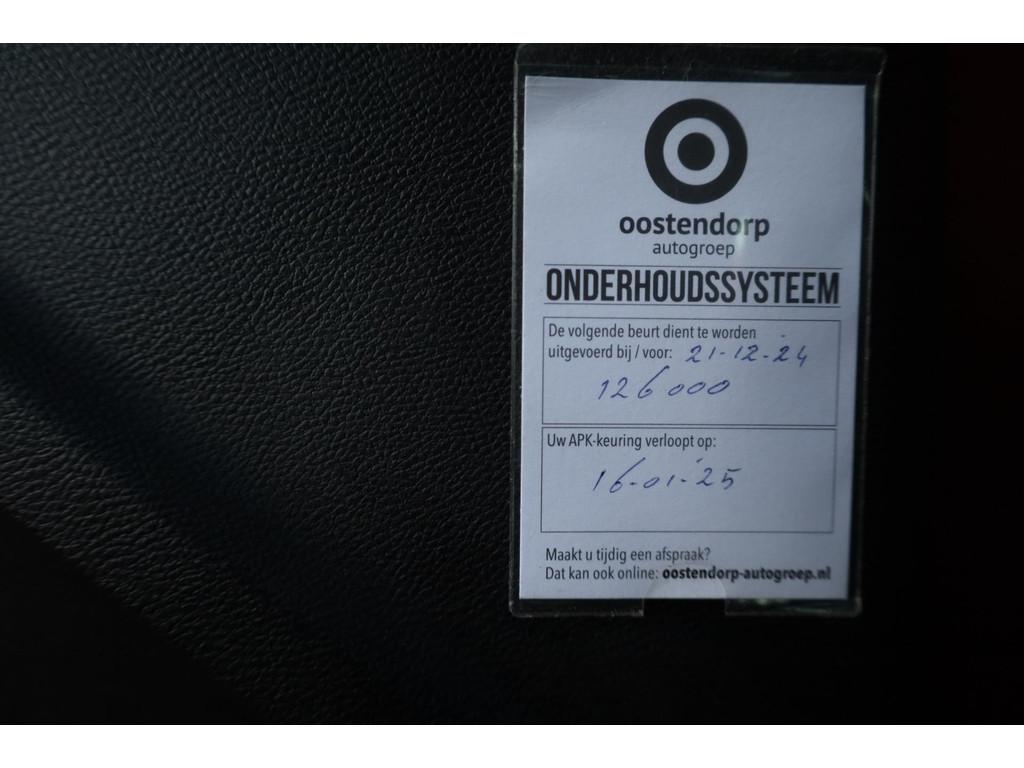 oostendorp
autogroep
ONDERHOUDSSYSTEEM
De volgende beurt dient te worden
uitgevoerd bij / voor: 21-12-24
126000
Uw APK-keuring verloopt op:
16-01-25
Maakt u tijdig een afspraak?
Dat kan ook online: oostendorp-autogroep.nl